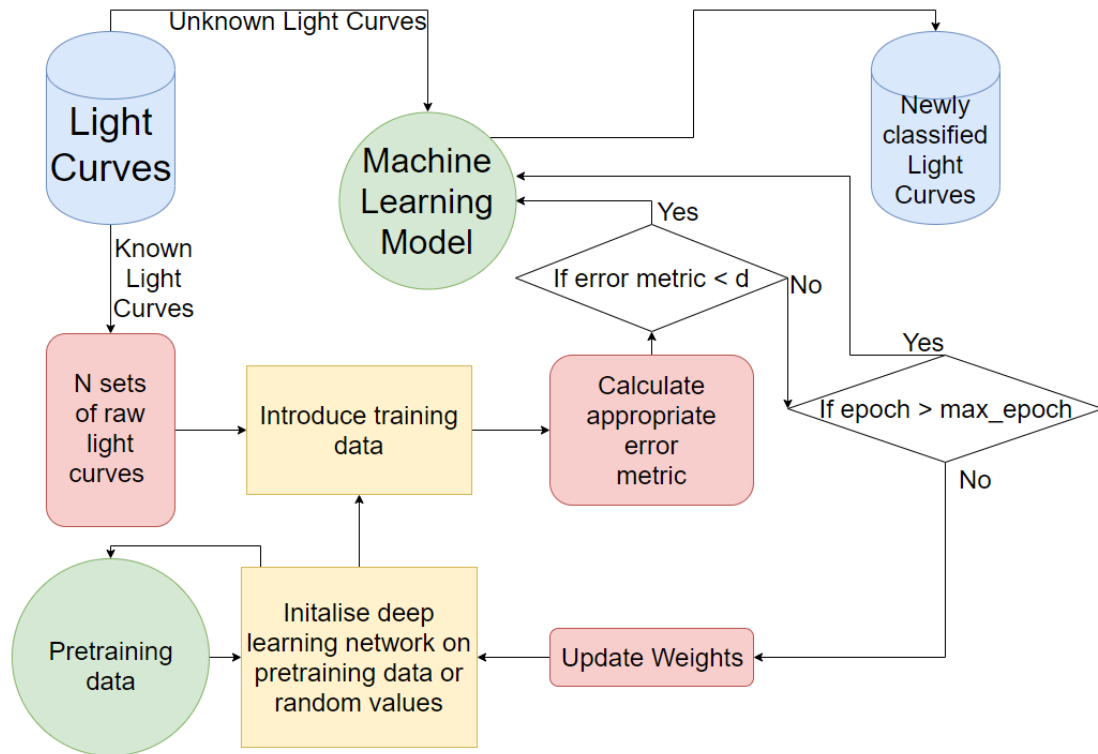 Unknown Light Curves
Light
Curves
Newly
classified
Light
Curves
Machine
Learning
Model
Known
Light
Curves
Yes
If error metric < d
No
Yes
If epoch > max_epoch
No
N sets
of raw
light
curves
Introduce training
data
Calculate
appropriate
error
metric
Pretraining
data
Initalise deep
learning network on
pretraining data or
random values
Update Weights